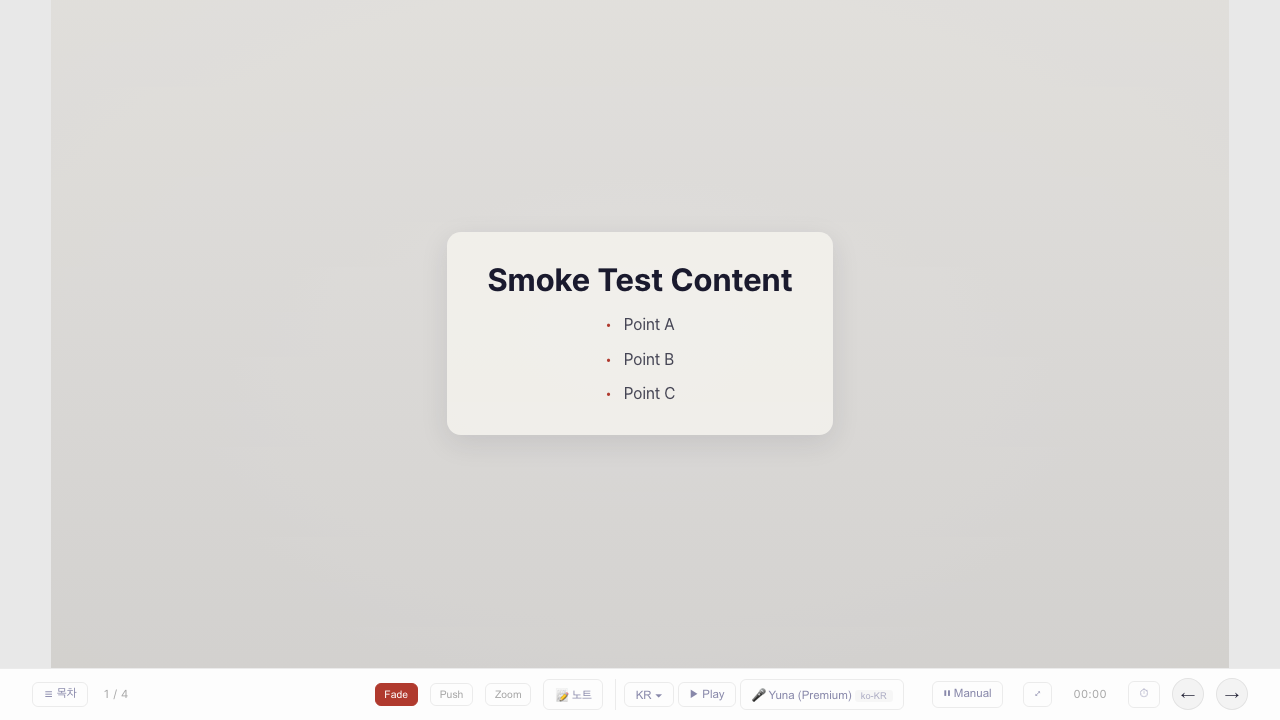 Smoke Test Content
• Point A
• Point B
• Point C
≡ 목차
1 / 4
Fade
Push
Zoom
📝 노트
KR
Play
🎤 Yuna (Premium) ko-KR
Manual
00:00
← →